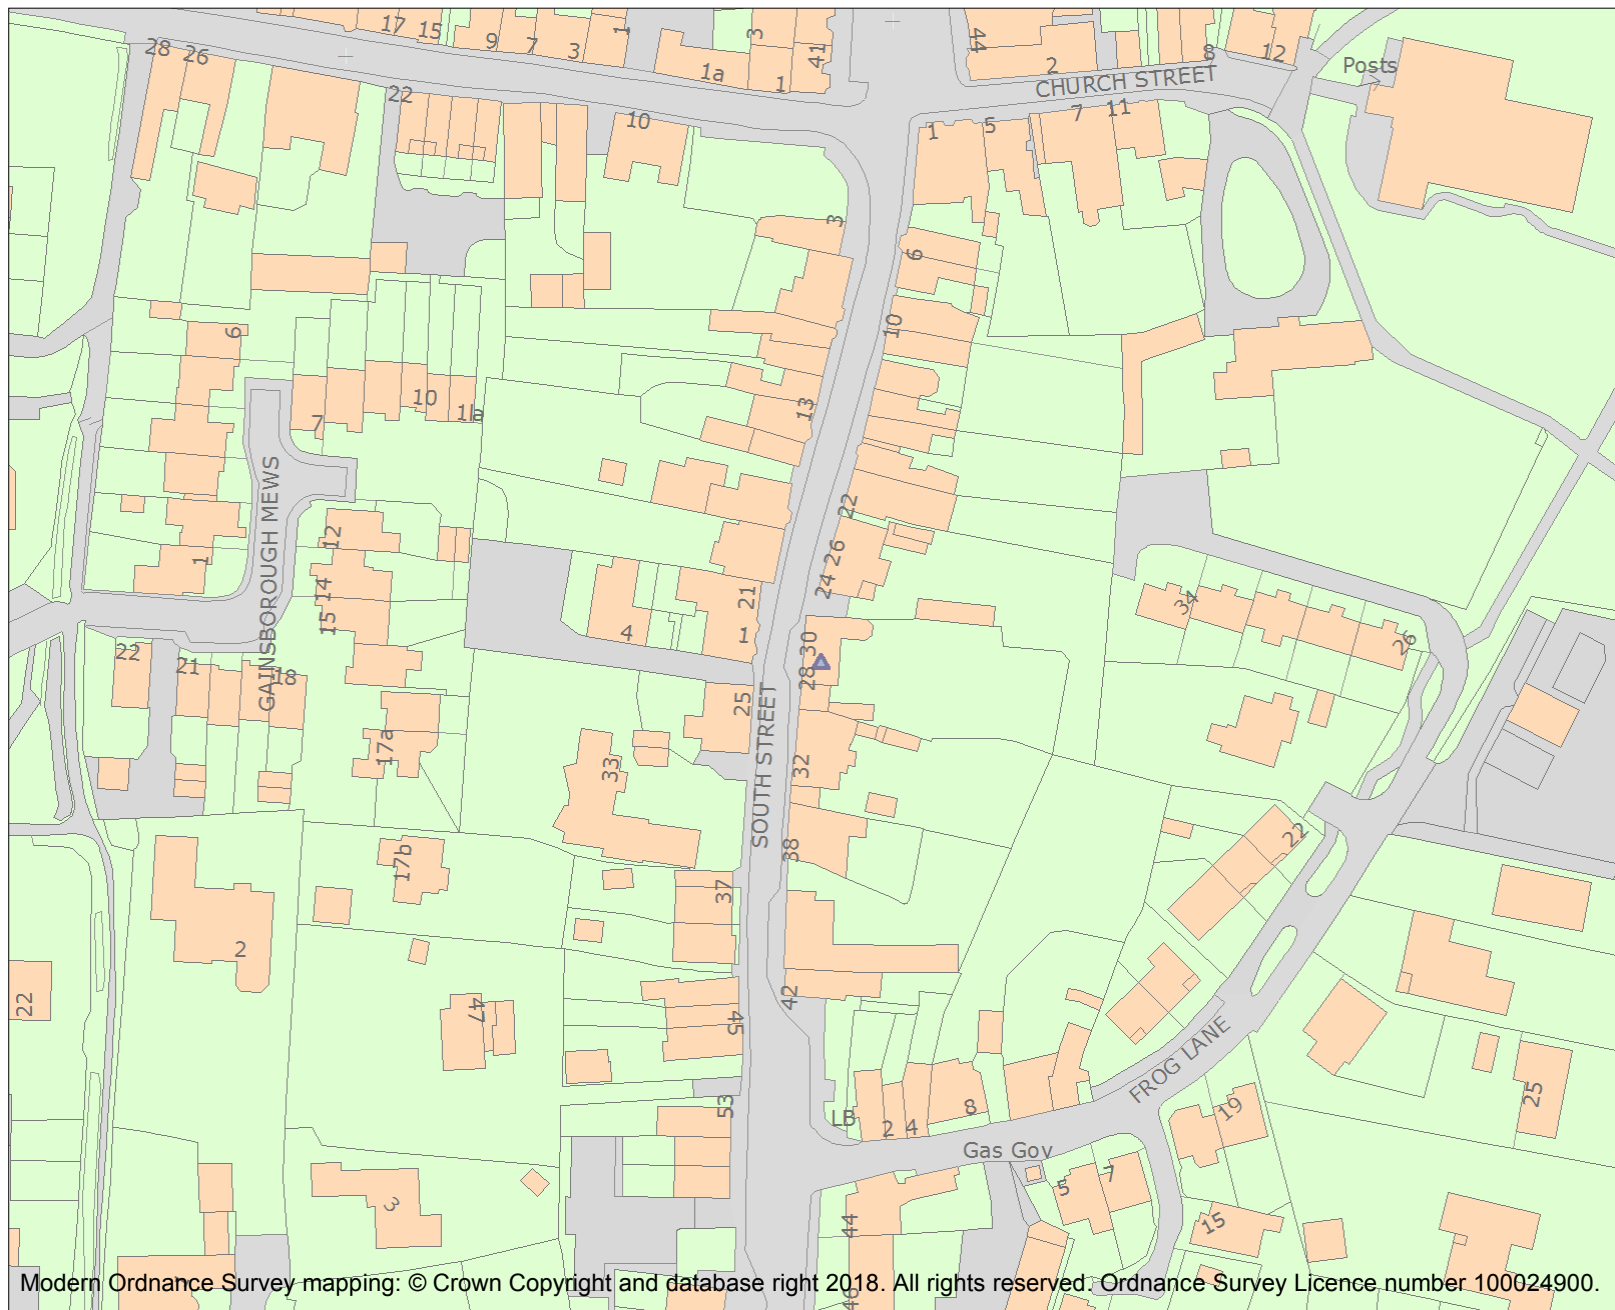 17 15 9 7 3 1 3 41 44 2 8 12
28 26 1a 1 CHURCH STREET Posts
22 10 1 5 7 11
3
6 6
10
7 10 11a 13
GAINSBOROUGH MEWS
12 22
1 14 26
15 24
21
4 1 30
28
34
26
22 21 18
25
SOUTH STREET
17a 33 32
38 22
17b
37
2
22 47 42
45
FROG LANE
53 LB 2 4 8 19 25
Gas Gov
5 7
3 44 15
46
Modern Ordnance Survey mapping: © Crown Copyright and database right 2018. All rights reserved. Ordnance Survey Licence number 100024900.